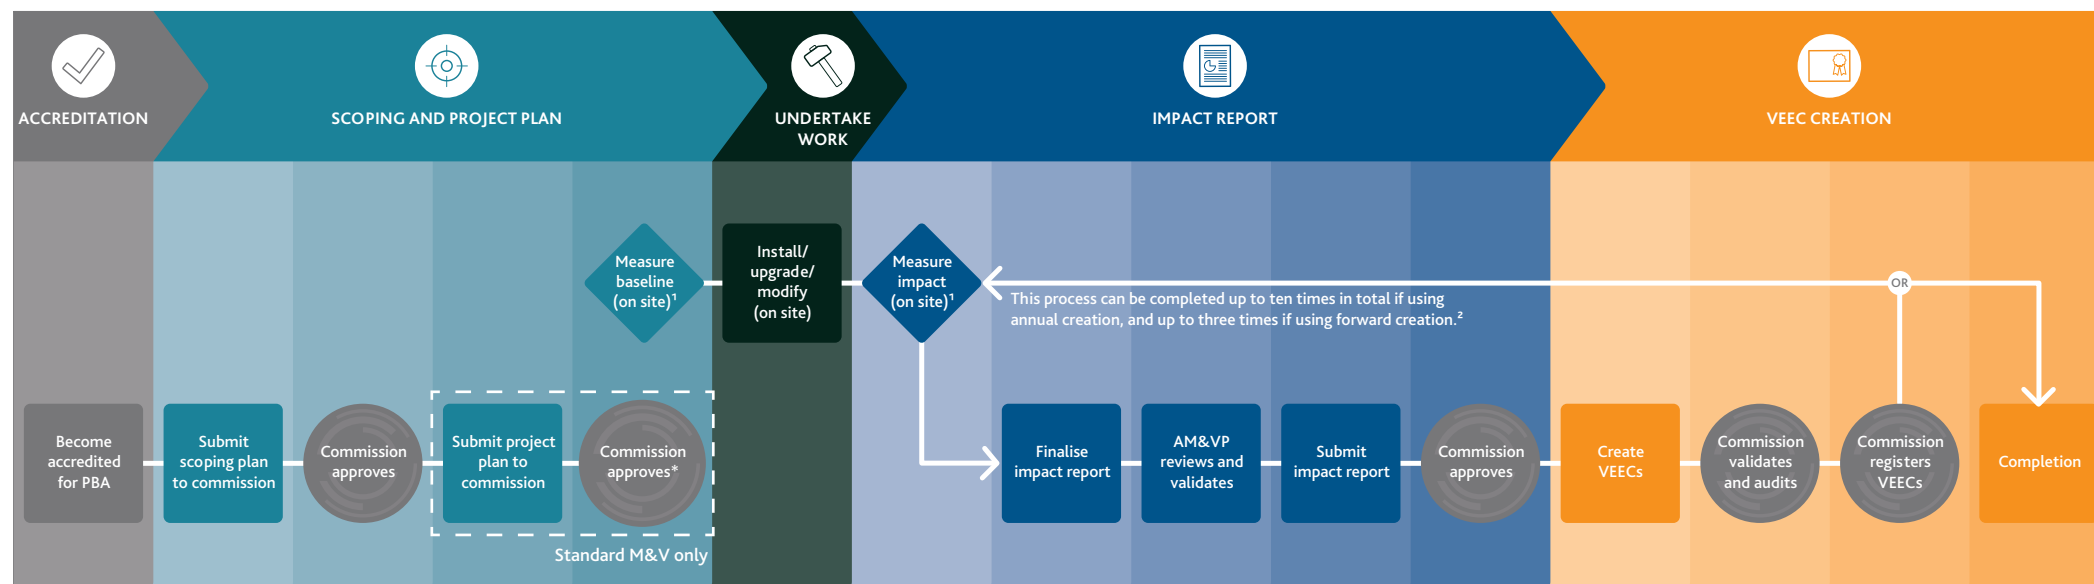 ACCREDITATION
SCOPING AND PROJECT PLAN
UNDERTAKE
WORK
IMPACT REPORT
VEEC CREATION
Measure
baseline
(on site)¹
Install/
upgrade/
modify
(on site)
Measure
impact
(on site)¹
This process can be completed up to ten times in total if using
annual creation, and up to three times if using forward creation.²
OR
Become
accredited
for PBA
Submit
scoping plan
to commission
Commission
approves
Submit project
plan to
commission
Commission
approves*
Standard M&V only
Finalise
impact report
AM&VP
reviews and
validates
Submit
impact report
Commission
approves
Create
VEECs
Commission
validates
and audits
Commission
registers
VEECs
Completion